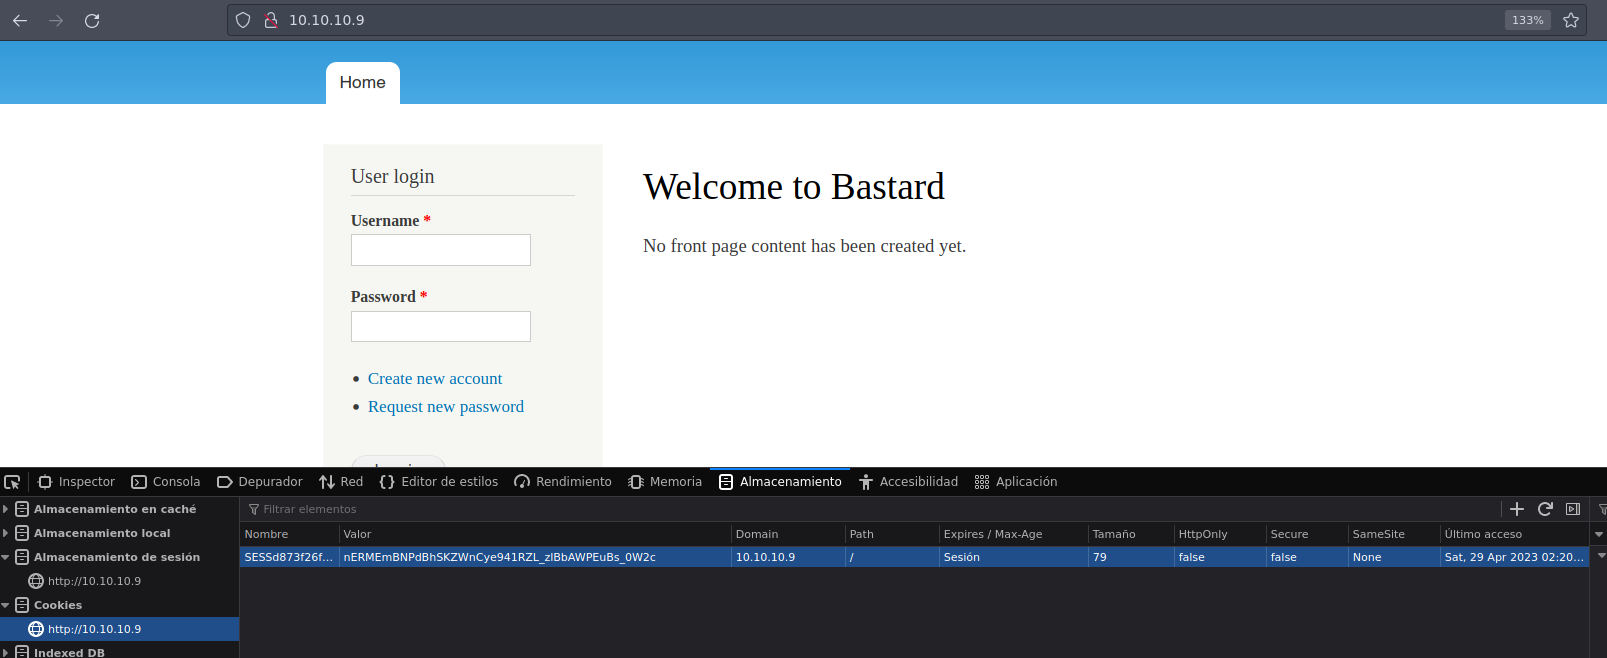 10.10.10.9
133%
Home
User login
Username *
Password *
Create new account
Request new password
Welcome to Bastard
No front page content has been created yet.
Inspector Consola Depurador Red Editor de estilos Rendimiento Memoria Almacenamiento Accesibilidad Aplicación
Almacenamiento en caché
Almacenamiento local
Almacenamiento de sesión
http://10.10.10.9
Cookies
http://10.10.10.9
Indexed DB
Filtrar elementos
Nombre Valor Domain Path Expires / Max-Age Tamaño HttpOnly Secure SameSite Último acceso
SESSd873f26f... nERMEmBNPdBhSKZWnCye941RZL_zIBbAWPEuBs_0W2c 10.10.10.9 / Sesión 79 false false None Sat, 29 Apr 2023 02:20...